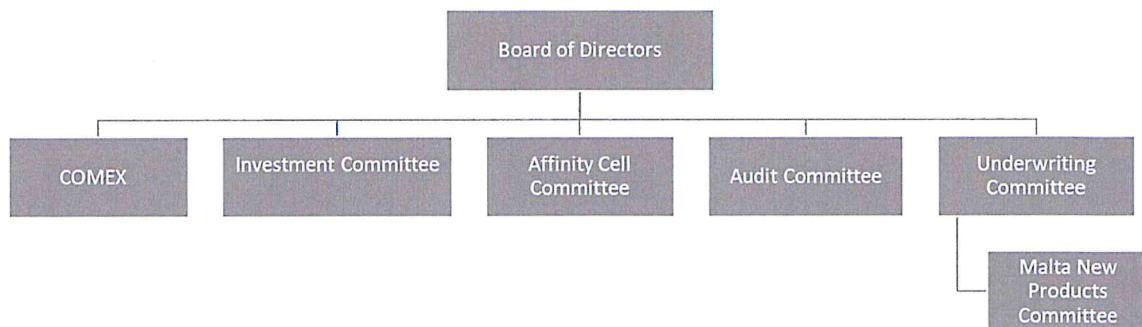 Board of Directors
COMEX
Investment Committee
Affinity Cell
Committee
Audit Committee
Underwriting
Committee
Malta New
Products
Committee